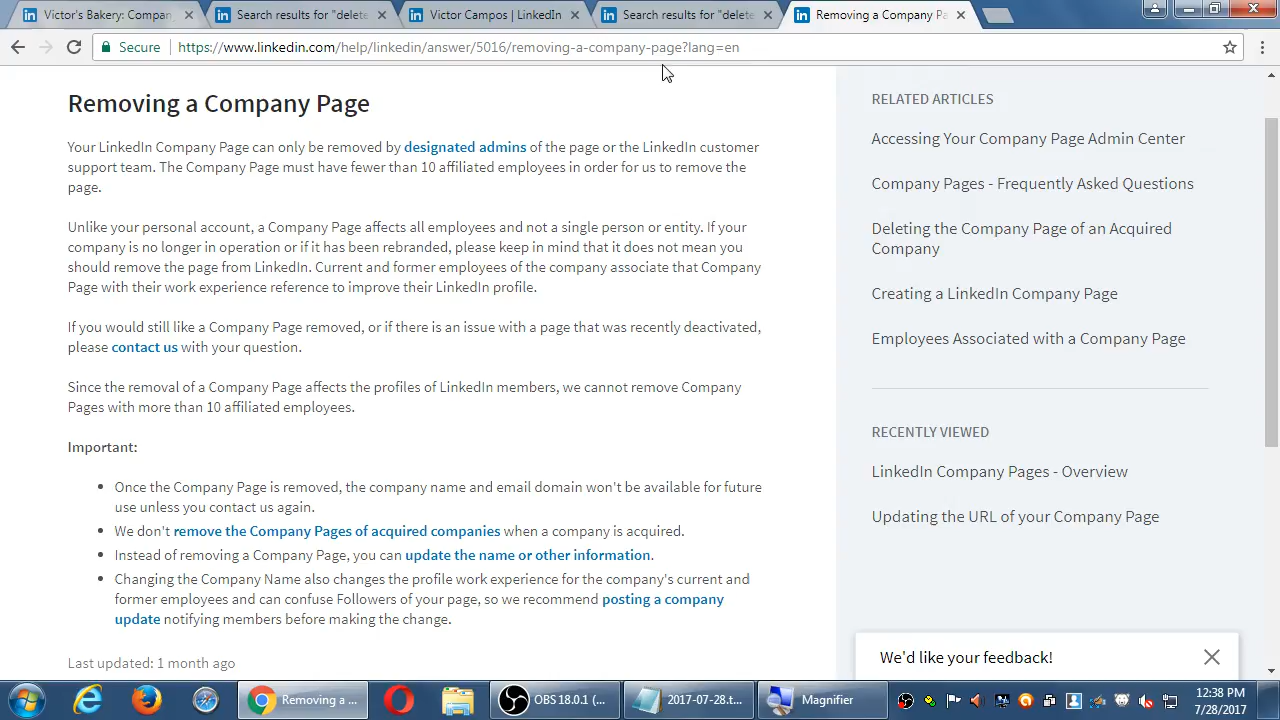 Victor's Bakery: Compan
Search results for "delete
Victor Campos | LinkedIn
Search results for "delete
Removing a Company Pa
Secure
https://www.linkedin.com/help/linkedin/answer/5016/removing-a-company-page?lang=en
Removing a Company Page
Your LinkedIn Company Page can only be removed by designated admins of the page or the LinkedIn customer
support team. The Company Page must have fewer than 10 affiliated employees in order for us to remove the
page.
Unlike your personal account, a Company Page affects all employees and not a single person or entity. If your
company is no longer in operation or if it has been rebranded, please keep in mind that it does not mean you
should remove the page from LinkedIn. Current and former employees of the company associate that Company
Page with their work experience reference to improve their LinkedIn profile.
If you would still like a Company Page removed, or if there is an issue with a page that was recently deactivated,
please contact us with your question.
Since the removal of a Company Page affects the profiles of LinkedIn members, we cannot remove Company
Pages with more than 10 affiliated employees.
Important:
Once the Company Page is removed, the company name and email domain won't be available for future
use unless you contact us again.
We don't remove the Company Pages of acquired companies when a company is acquired.
Instead of removing a Company Page, you can update the name or other information.
Changing the Company Name also changes the profile work experience for the company's current and
former employees and can confuse Followers of your page, so we recommend posting a company
update notifying members before making the change.
Last updated: 1 month ago
RELATED ARTICLES
Accessing Your Company Page Admin Center
Company Pages - Frequently Asked Questions
Deleting the Company Page of an Acquired
Company
Creating a LinkedIn Company Page
Employees Associated with a Company Page
RECENTLY VIEWED
LinkedIn Company Pages - Overview
Updating the URL of your Company Page
We'd like your feedback!
Removing a ...
OBS 18.0.1 (...
2017-07-28.t...
Magnifier
12:38 PM
7/28/2017